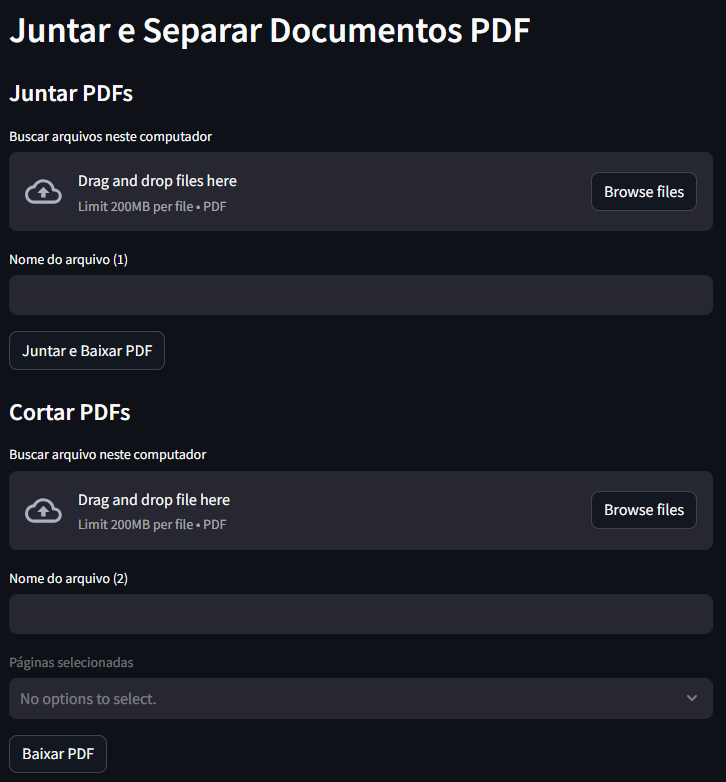 Juntar e Separar Documentos PDF
Juntar PDFs
Buscar arquivos neste computador
Drag and drop files here
Limit 200MB per file • PDF
Browse files
Nome do arquivo (1)
Juntar e Baixar PDF
Cortar PDFs
Buscar arquivo neste computador
Drag and drop file here
Limit 200MB per file • PDF
Browse files
Nome do arquivo (2)
Páginas selecionadas
No options to select.
Baixar PDF